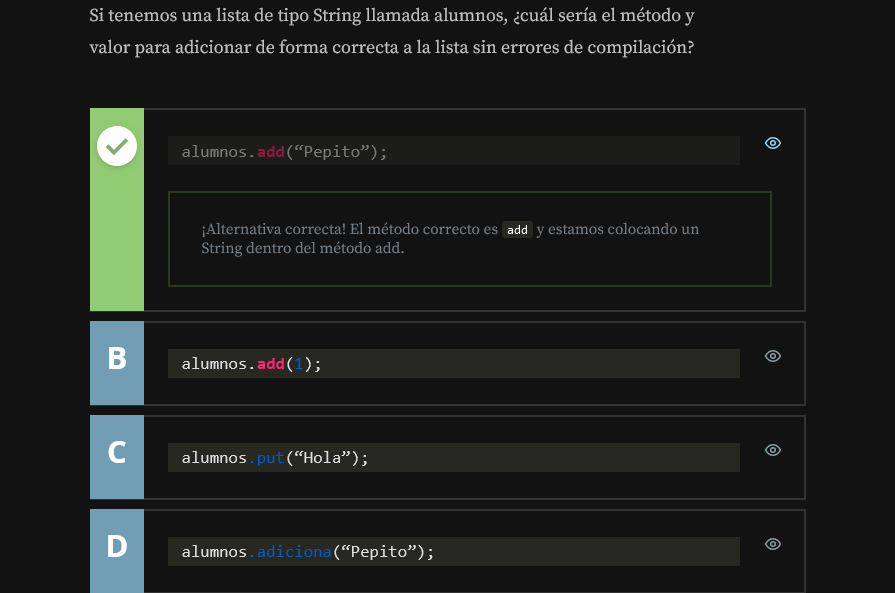 Si tenemos una lista de tipo String llamada alumnos, ¿cuál sería el método y
valor para adicionar de forma correcta a la lista sin errores de compilación?
alumnos.add(“Pepito”);
¡Alternativa correcta! El método correcto es add y estamos colocando un
String dentro del método add.
B
alumnos.add(1);
C
alumnos.put(“Hola”);
D
alumnos.adiciona(“Pepito”);